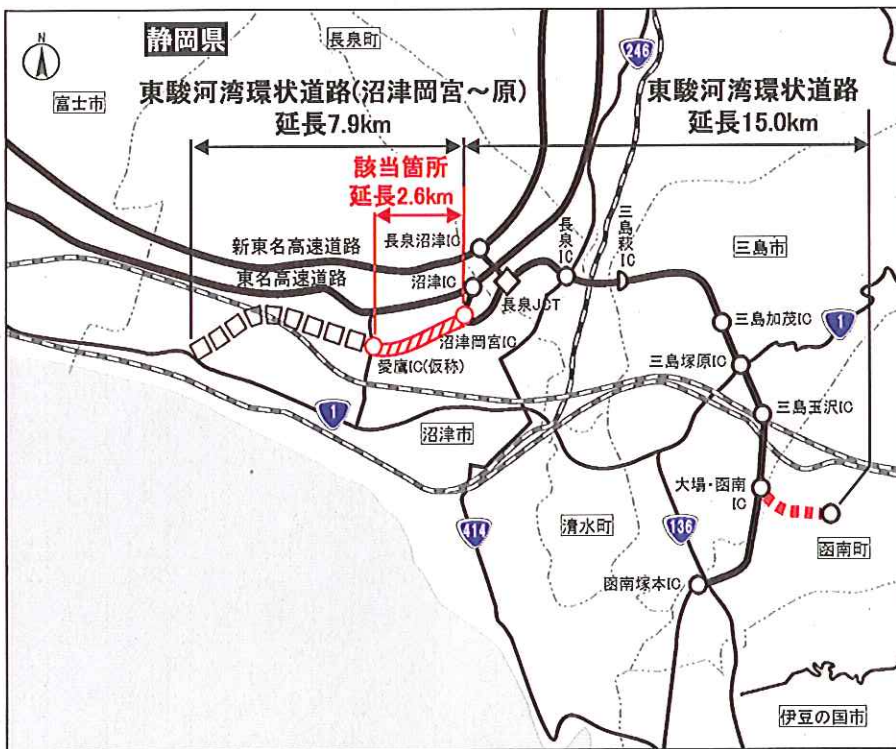 N
静岡県
長泉町
246
富士市
東駿河湾環状道路(沼津岡宮～原)
延長7.9km
東駿河湾環状道路
延長15.0km
該当箇所
延長2.6km
長泉沼津IC
新東名高速道路
東名高速道路
沼津IC
長泉JCT
長泉IC
三島萩IC
三島市
沼津岡宮IC
愛鷹IC(仮称)
三島加茂IC
1
三島塚原IC
三島玉沢IC
1
沼津市
大場・函南
IC
414
清水町
136
函南町
函南塚本IC
伊豆の国市